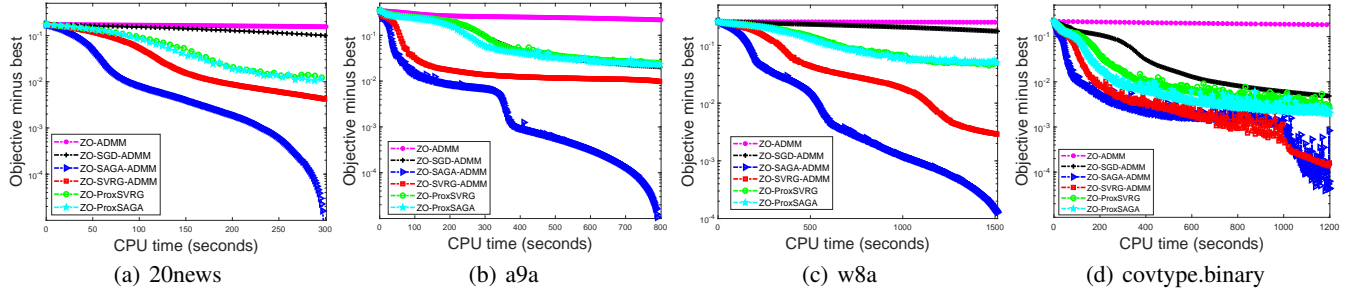 Objective minus best
10^-1
10^-2
10^-3
10^-4
ZO-ADMM
ZO-SGD-ADMM
ZO-SAGA-ADMM
ZO-SVRG-ADMM
ZO-ProxSVRG
ZO-ProxSAGA
0 50 100 150 200 250 300
CPU time (seconds)
(a) 20news
Objective minus best
10^-1
10^-2
10^-3
10^-4
ZO-ADMM
ZO-SGD-ADMM
ZO-SAGA-ADMM
ZO-SVRG-ADMM
ZO-ProxSVRG
ZO-ProxSAGA
0 100 200 300 400 500 600 700 800
CPU time (seconds)
(b) a9a
Objective minus best
10^-1
10^-2
10^-3
10^-4
ZO-ADMM
ZO-SGD-ADMM
ZO-SAGA-ADMM
ZO-SVRG-ADMM
ZO-ProxSVRG
ZO-ProxSAGA
0 500 1000 1500
CPU time (seconds)
(c) w8a
Objective minus best
10^-1
10^-2
10^-3
10^-4
ZO-ADMM
ZO-SGD-ADMM
ZO-SAGA-ADMM
ZO-SVRG-ADMM
ZO-ProxSVRG
ZO-ProxSAGA
0 200 400 600 800 1000 1200
CPU time (seconds)
(d) covtype.binary